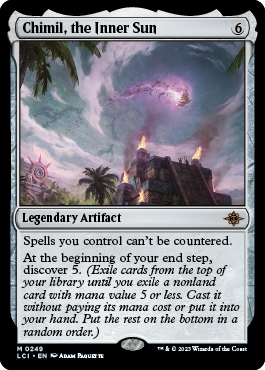 Chimil, the Inner Sun 6
Legendary Artifact
Spells you control can't be countered.
At the beginning of your end step,
discover 5. (Exile cards from the top of
your library until you exile a nonland
card with mana value 5 or less. Cast it
without paying its mana cost or put it
into your hand. Put the rest on the bottom in a
random order.)
M 0249
LCI • EN Adam Paquette
™ & © 2023 Wizards of the Coast